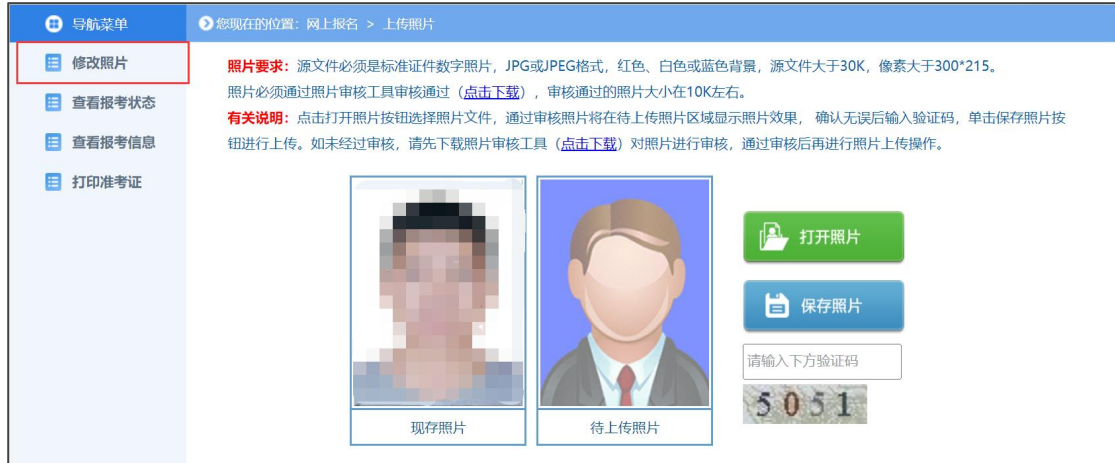 导航菜单
您现在的位置：网上报名 > 上传照片
修改照片
查看报考状态
查看报考信息
打印准考证
照片要求：源文件必须是标准证件数字照片，JPG或JPEG格式，红色、白色或蓝色背景，源文件大于30K，像素大于300*215。
照片必须通过照片审核工具审核通过（点击下载），审核通过的照片大小在10K左右。
有关说明：点击打开照片按钮选择照片文件，通过审核照片将在待上传照片区域显示照片效果， 确认无误后输入验证码，单击保存照片按
钮进行上传。如未经过审核，请先下载照片审核工具（点击下载）对照片进行审核，通过审核后再进行照片上传操作。
现存照片
待上传照片
打开照片
保存照片
请输入下方验证码
5051